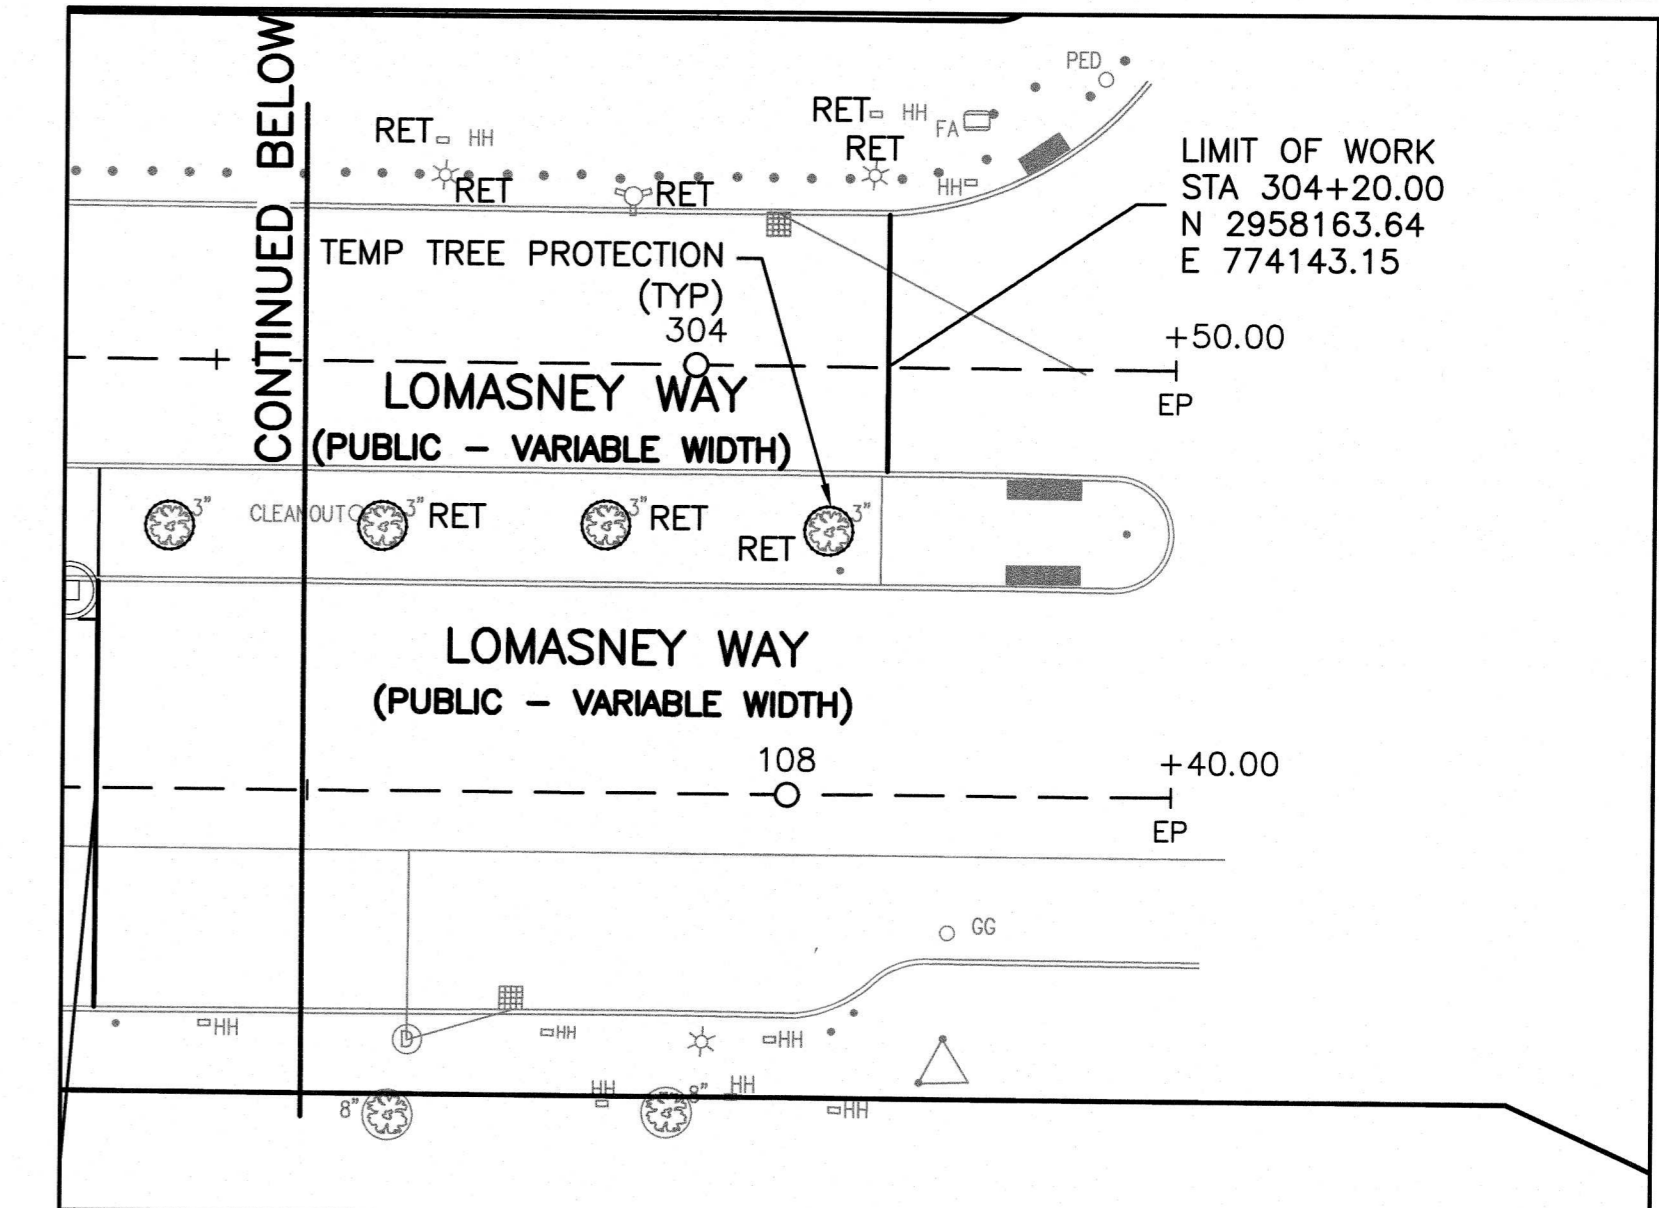 CONTINUED BELOW
PED
RET HH
RET HH
FA
RET
HH
RET
RET
LIMIT OF WORK
STA 304+20.00
N 2958163.64
E 774143.15
TEMP TREE PROTECTION
(TYP)
304
+50.00
EP
LOMASNEY WAY
(PUBLIC – VARIABLE WIDTH)
3"
CLEANOUT
3" RET
3" RET
3"
RET
LOMASNEY WAY
(PUBLIC – VARIABLE WIDTH)
108
+40.00
EP
GG
HH
D
HH
HH
8"
HH
8"
HH
HH